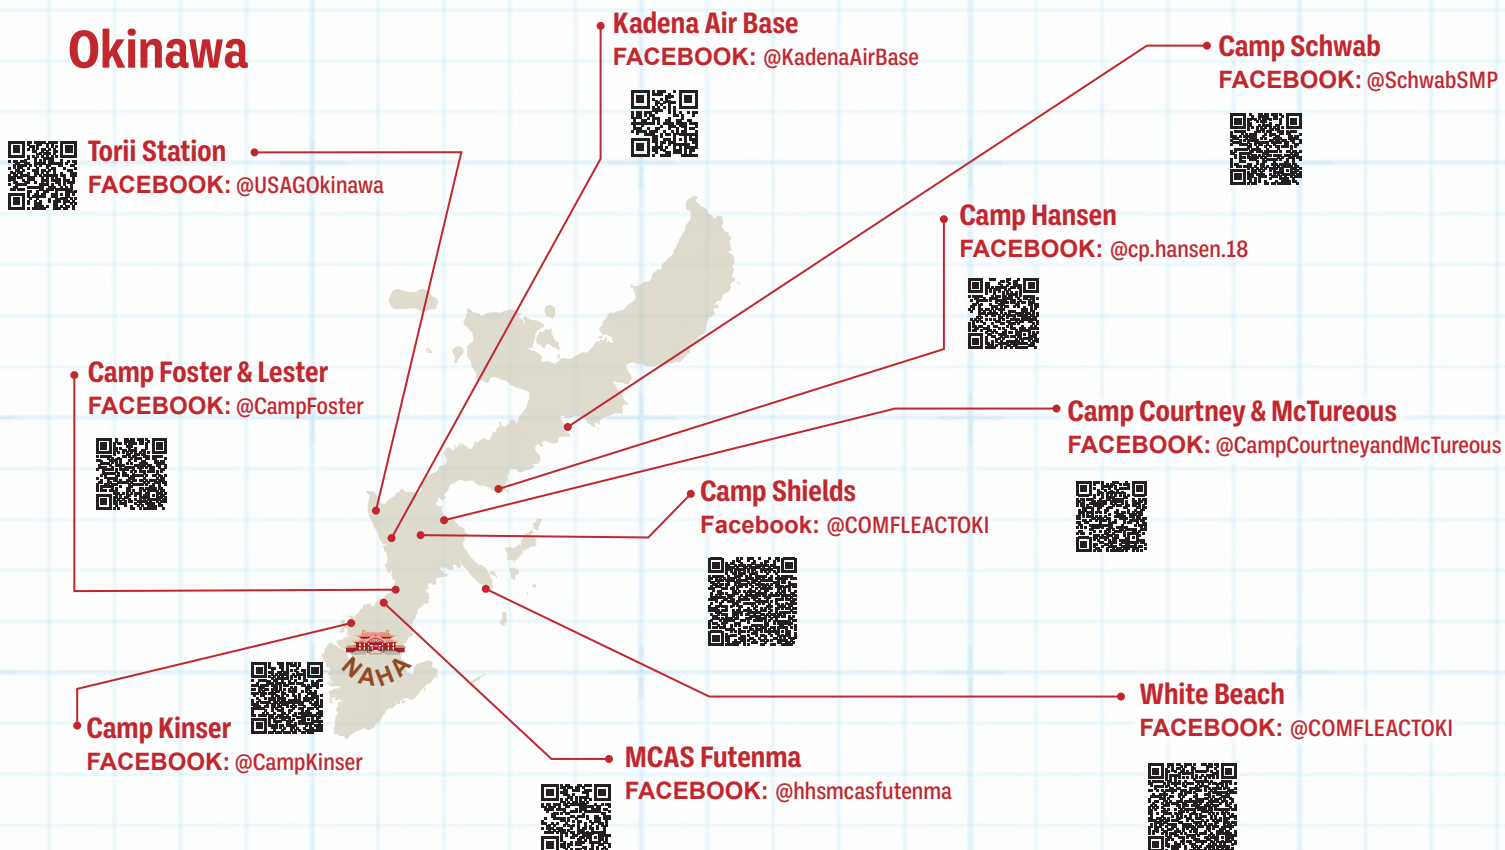 Okinawa
Kadena Air Base
FACEBOOK: @KadenaAirBase
Camp Schwab
FACEBOOK: @SchwabSMP
Torii Station
FACEBOOK: @USAGOkinawa
Camp Hansen
FACEBOOK: @cp.hansen.18
Camp Foster & Lester
FACEBOOK: @CampFoster
Camp Courtney & McTureous
FACEBOOK: @CampCourtneyandMcTureous
Camp Shields
Facebook: @COMFLEACTOKI
NAHA
White Beach
FACEBOOK: @COMFLEACTOKI
Camp Kinser
FACEBOOK: @CampKinser
MCAS Futenma
FACEBOOK: @hhsmcasfutenma